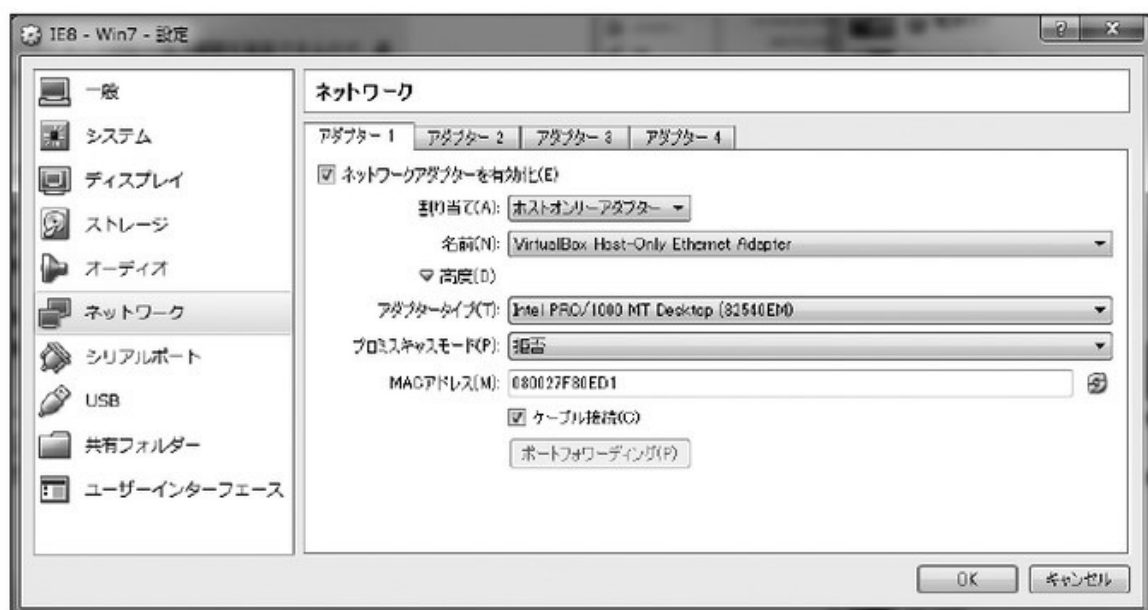 IE8 - Win7 - 設定
一般
システム
ディスプレイ
ストレージ
オーディオ
ネットワーク
シリアルポート
USB
共有フォルダー
ユーザーインターフェース
ネットワーク
アダプター 1 アダプター 2 アダプター 3 アダプター 4
ネットワークアダプターを有効化(E)
割り当て(A): ホストオンリーアダプター
名前(N): VirtualBox Host-Only Ethernet Adapter
高度(D)
アダプタータイプ(T): Intel PRO/1000 MT Desktop (82540EM)
プロミスキャスモード(P): 拒否
MACアドレス(M): 080027F80ED1
ケーブル接続(C)
ポートフォワーディング(P)
OK キャンセル